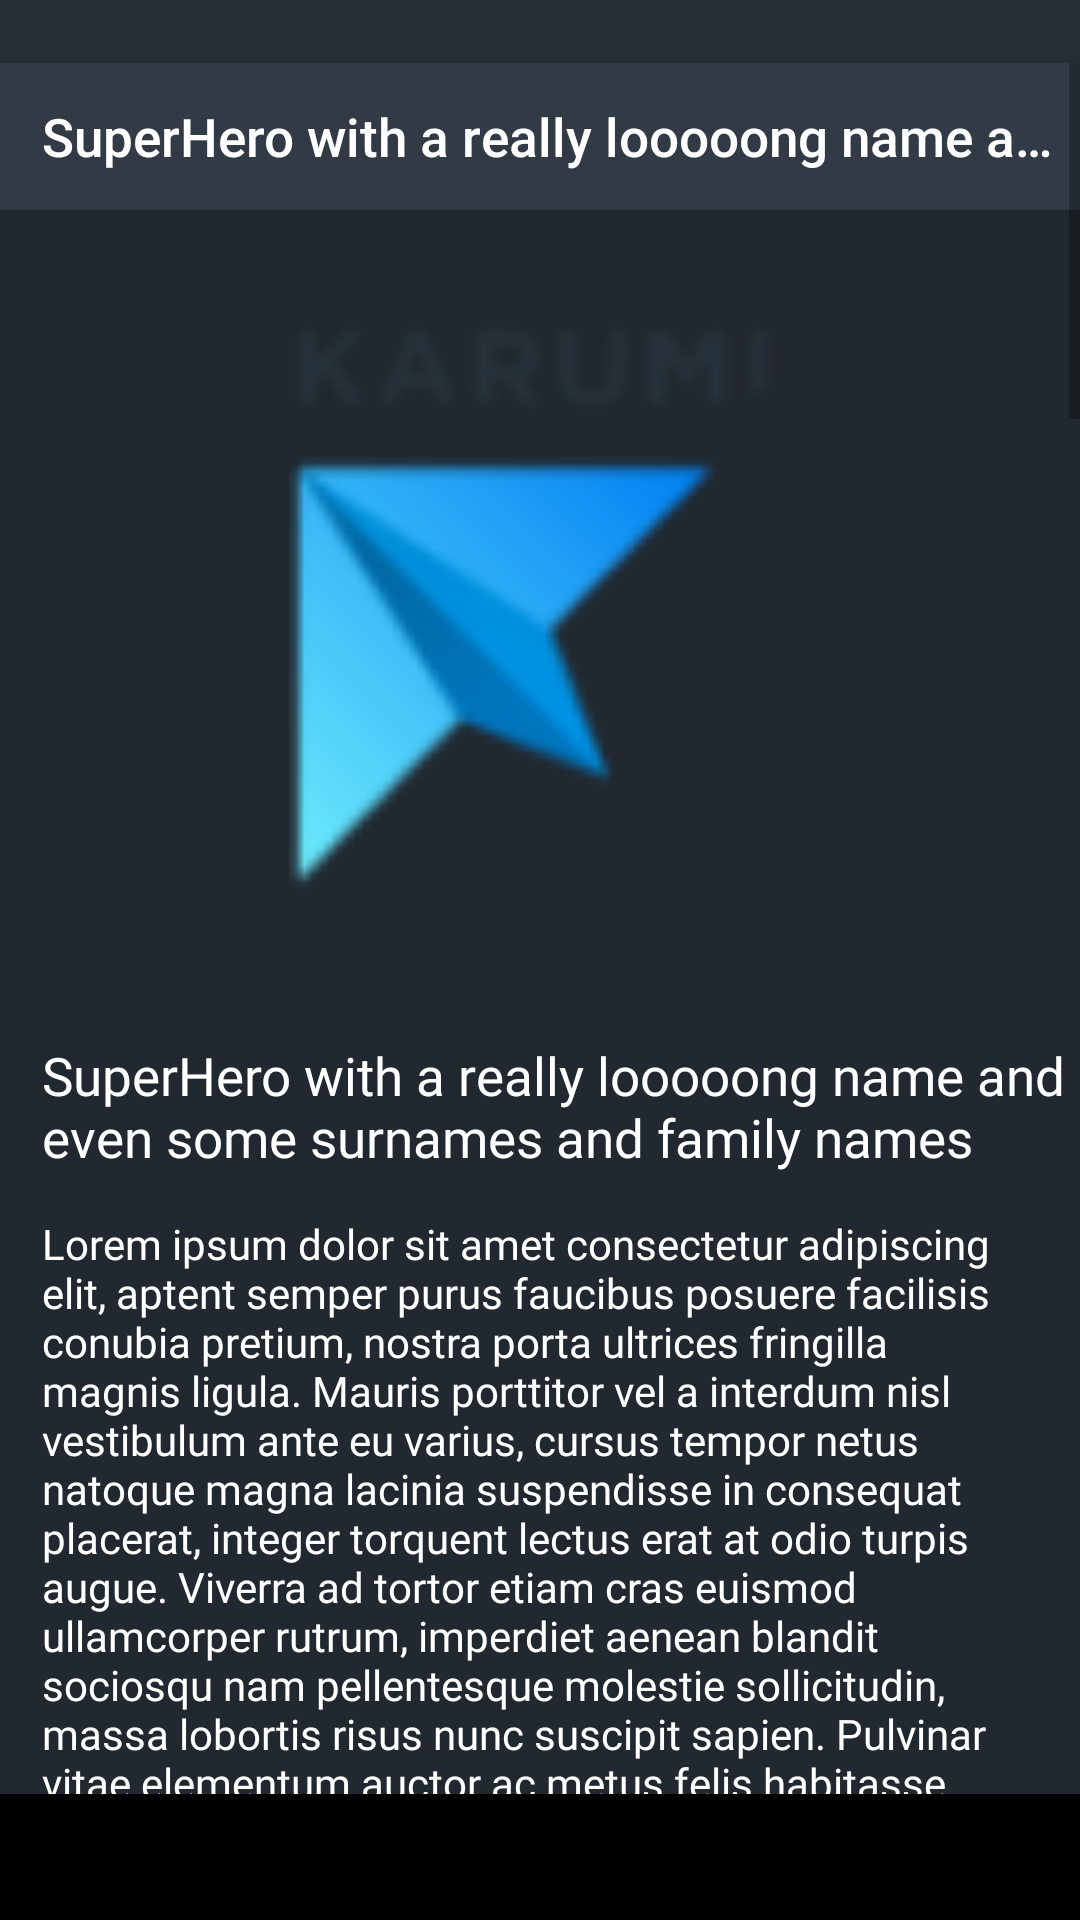 SuperHero with a really looooong name a...
KARUMI
SuperHero with a really looooong name and
even some surnames and family names
Lorem ipsum dolor sit amet consectetur adipiscing
elit, aptent semper purus faucibus posuere facilisis
conubia pretium, nostra porta ultrices fringilla
magnis ligula. Mauris porttitor vel a interdum nisl
vestibulum ante eu varius, cursus tempor netus
natoque magna lacinia suspendisse in consequat
placerat, integer torquent lectus erat at odio turpis
augue. Viverra ad tortor etiam cras euismod
ullamcorper rutrum, imperdiet aenean blandit
sociosqu nam pellentesque molestie sollicitudin,
massa lobortis risus nunc suscipit sapien. Pulvinar
vitae elementum auctor ac metus felis habitasse